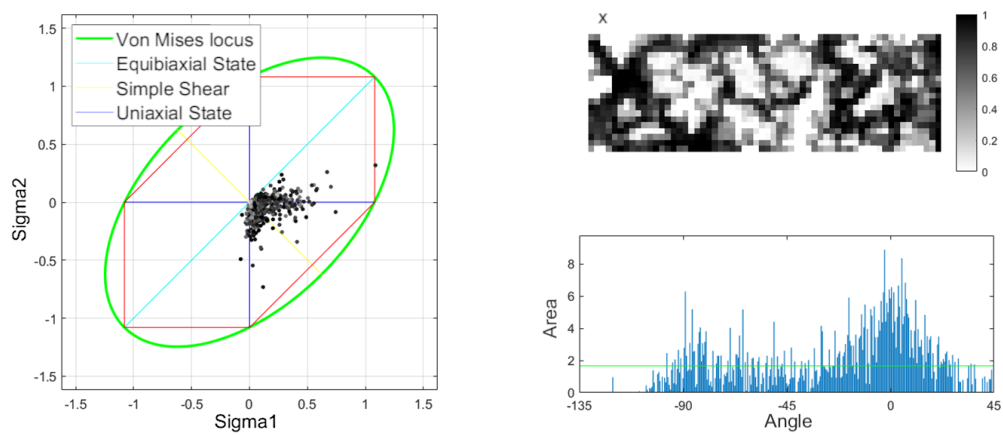 Von Mises locus
Equibiaxial State
Simple Shear
Uniaxial State
1.5
1
0.5
0
-0.5
-1
-1.5
Sigma2
-1.5 -1 -0.5 0 0.5 1 1.5
Sigma1
x
1
0.8
0.6
0.4
0.2
0
8
6
4
2
0
Area
-135 -90 -45 0 45
Angle